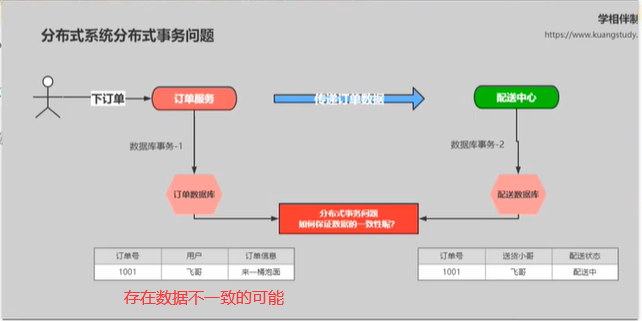 学相伴制
分布式系统分布式事务问题
https://www.kuangstudy.
下订单
订单服务
传递订单数据
配送中心
数据库事务-1
数据库事务-2
订单数据库
配送数据库
分布式事务问题
如何保证数据的一致性呢?
订单号 用户 订单信息
1001 飞哥 来一桶泡面
订单号 送货小哥 配送状态
1001 飞哥 配送中
存在数据不一致的可能